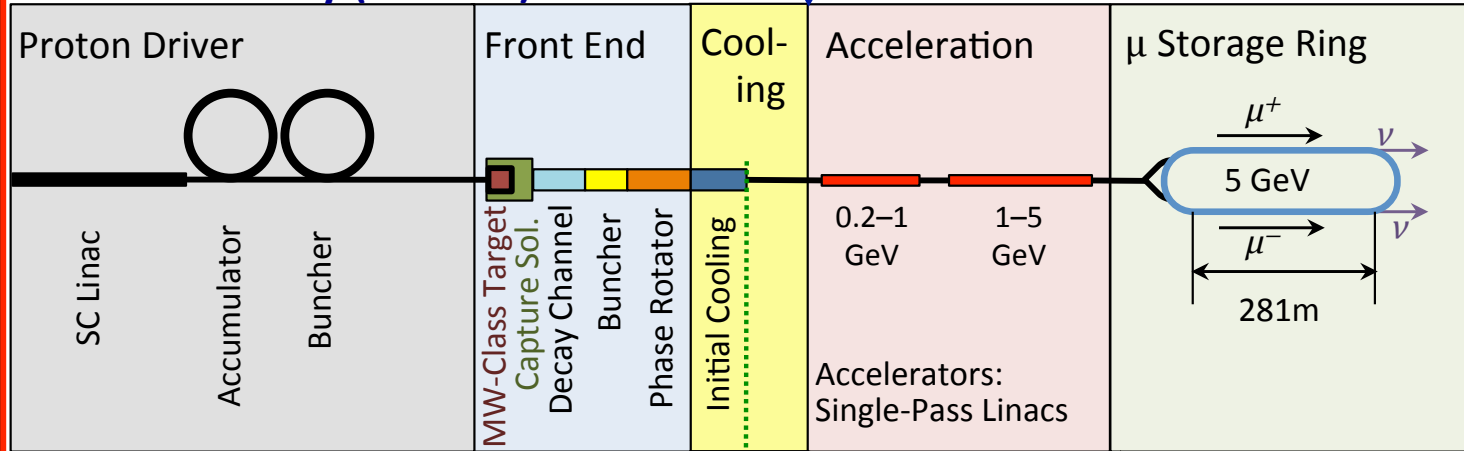 Proton Driver
SC Linac
Accumulator
Buncher
Front End
MW-Class Target
Capture Sol.
Decay Channel
Buncher
Phase Rotator
Cool-
ing
Initial Cooling
Acceleration
0.2–1
GeV
1–5
GeV
Accelerators:
Single-Pass Linacs
μ Storage Ring
μ⁺
ν
5 GeV
μ⁻
ν
281m